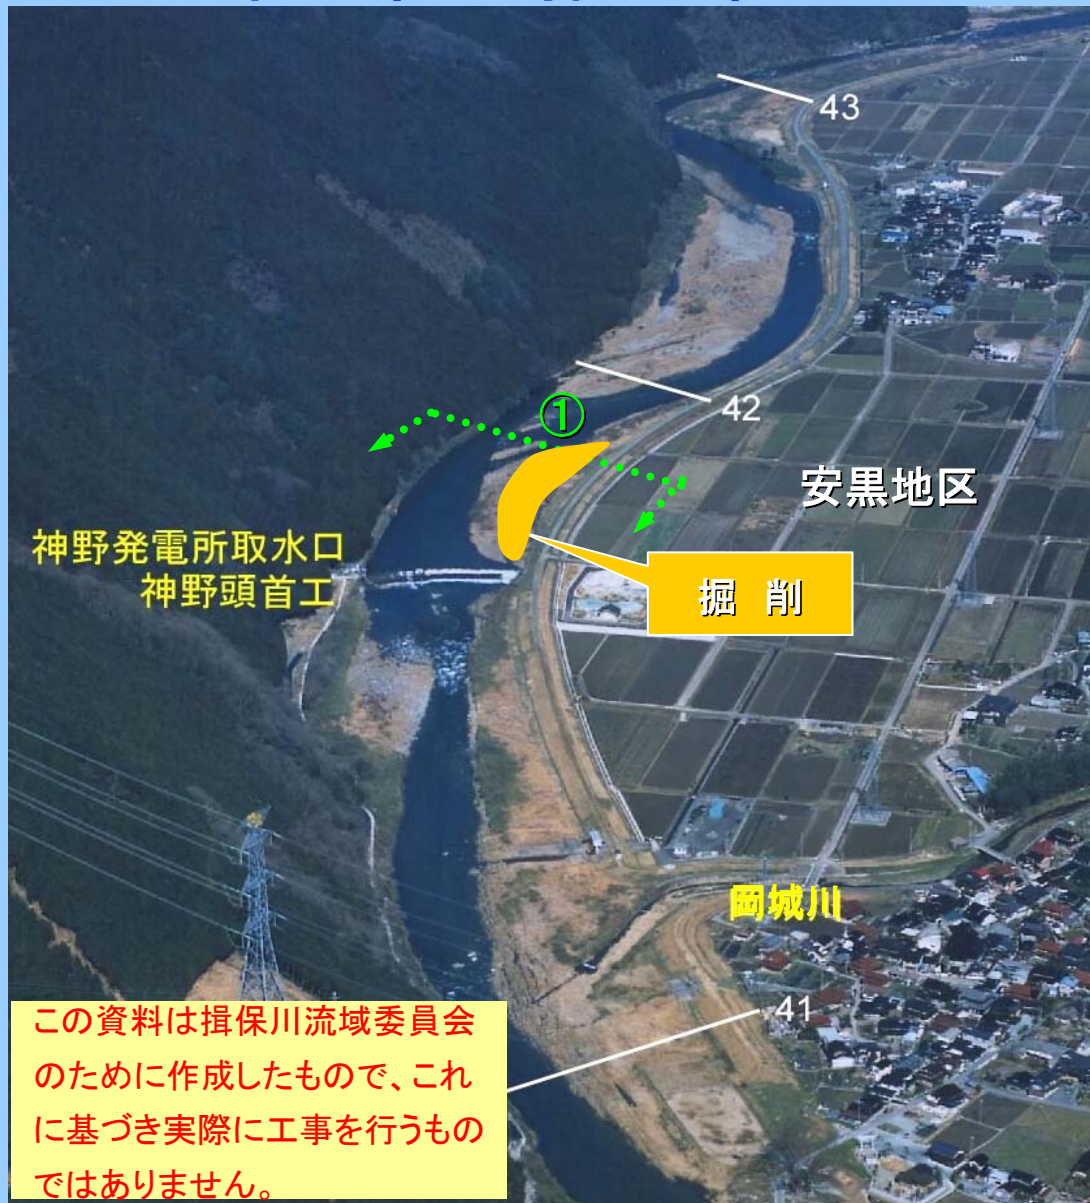 43
42
①
安黒地区
神野発電所取水口
神野頭首工
掘 削
岡城川
41
この資料は揖保川流域委員会
のために作成したもので、これ
に基づき実際に工事を行うもの
ではありません。